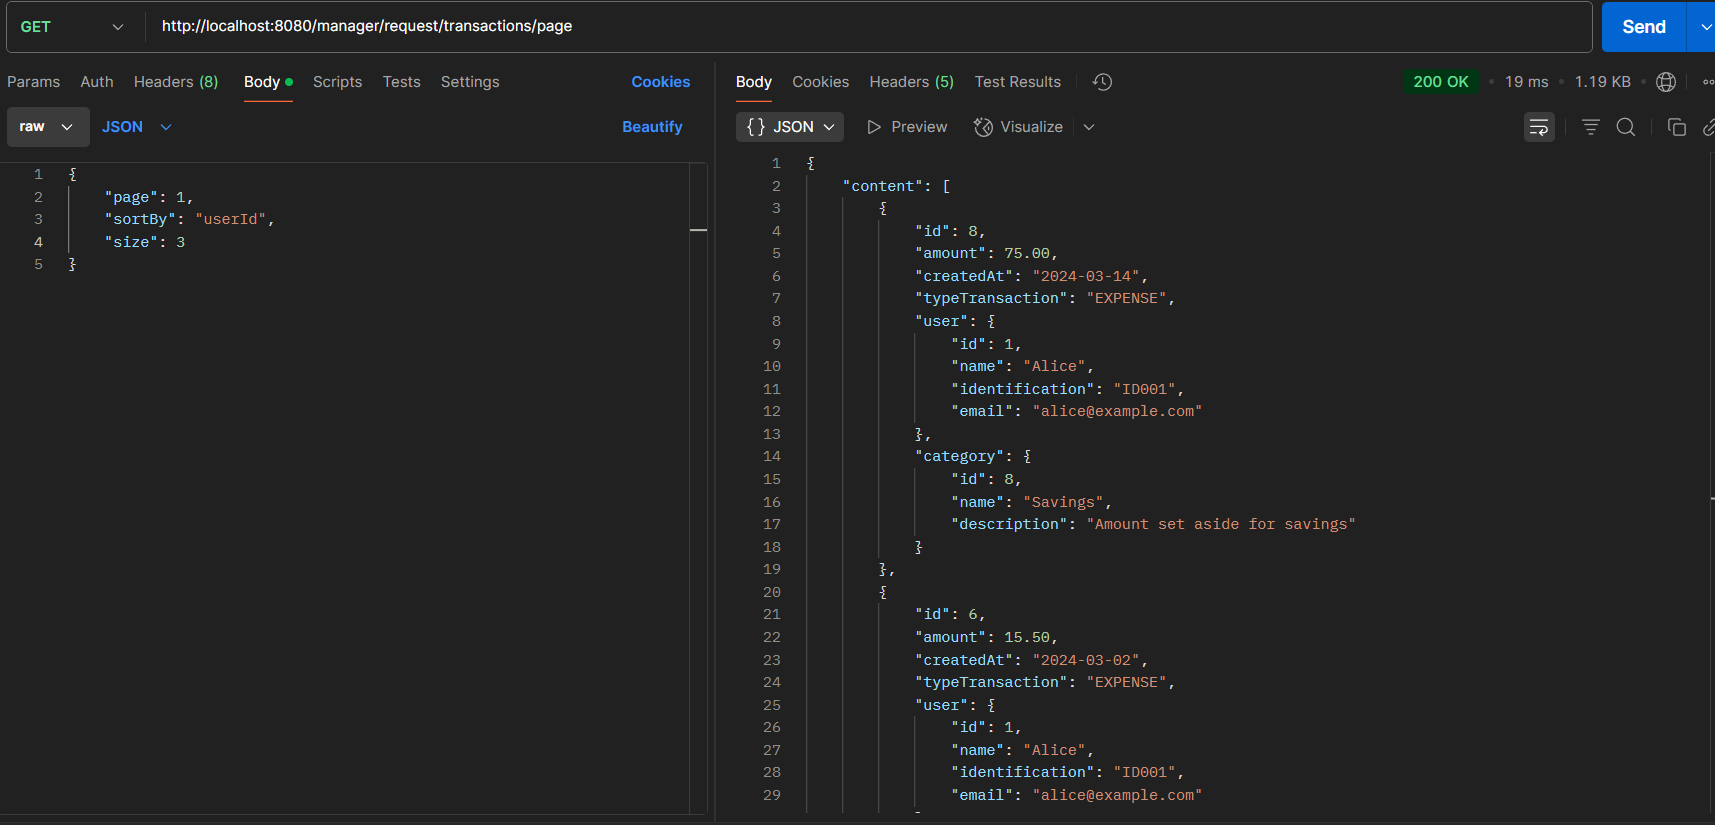 GET http://localhost:8080/manager/request/transactions/page Send
Params Auth Headers (8) Body Scripts Tests Settings Cookies
raw JSON Beautify
1 {
2 "page": 1,
3 "sortBy": "userId",
4 "size": 3
5 }
Body Cookies Headers (5) Test Results 200 OK 19 ms 1.19 KB
{} JSON Preview Visualize
1 {
2 "content": [
3 {
4 "id": 8,
5 "amount": 75.00,
6 "createdAt": "2024-03-14",
7 "typeTransaction": "EXPENSE",
8 "user": {
9 "id": 1,
10 "name": "Alice",
11 "identification": "ID001",
12 "email": "alice@example.com"
13 },
14 "category": {
15 "id": 8,
16 "name": "Savings",
17 "description": "Amount set aside for savings"
18 }
19 },
20 {
21 "id": 6,
22 "amount": 15.50,
23 "createdAt": "2024-03-02",
24 "typeTransaction": "EXPENSE",
25 "user": {
26 "id": 1,
27 "name": "Alice",
28 "identification": "ID001",
29 "email": "alice@example.com"